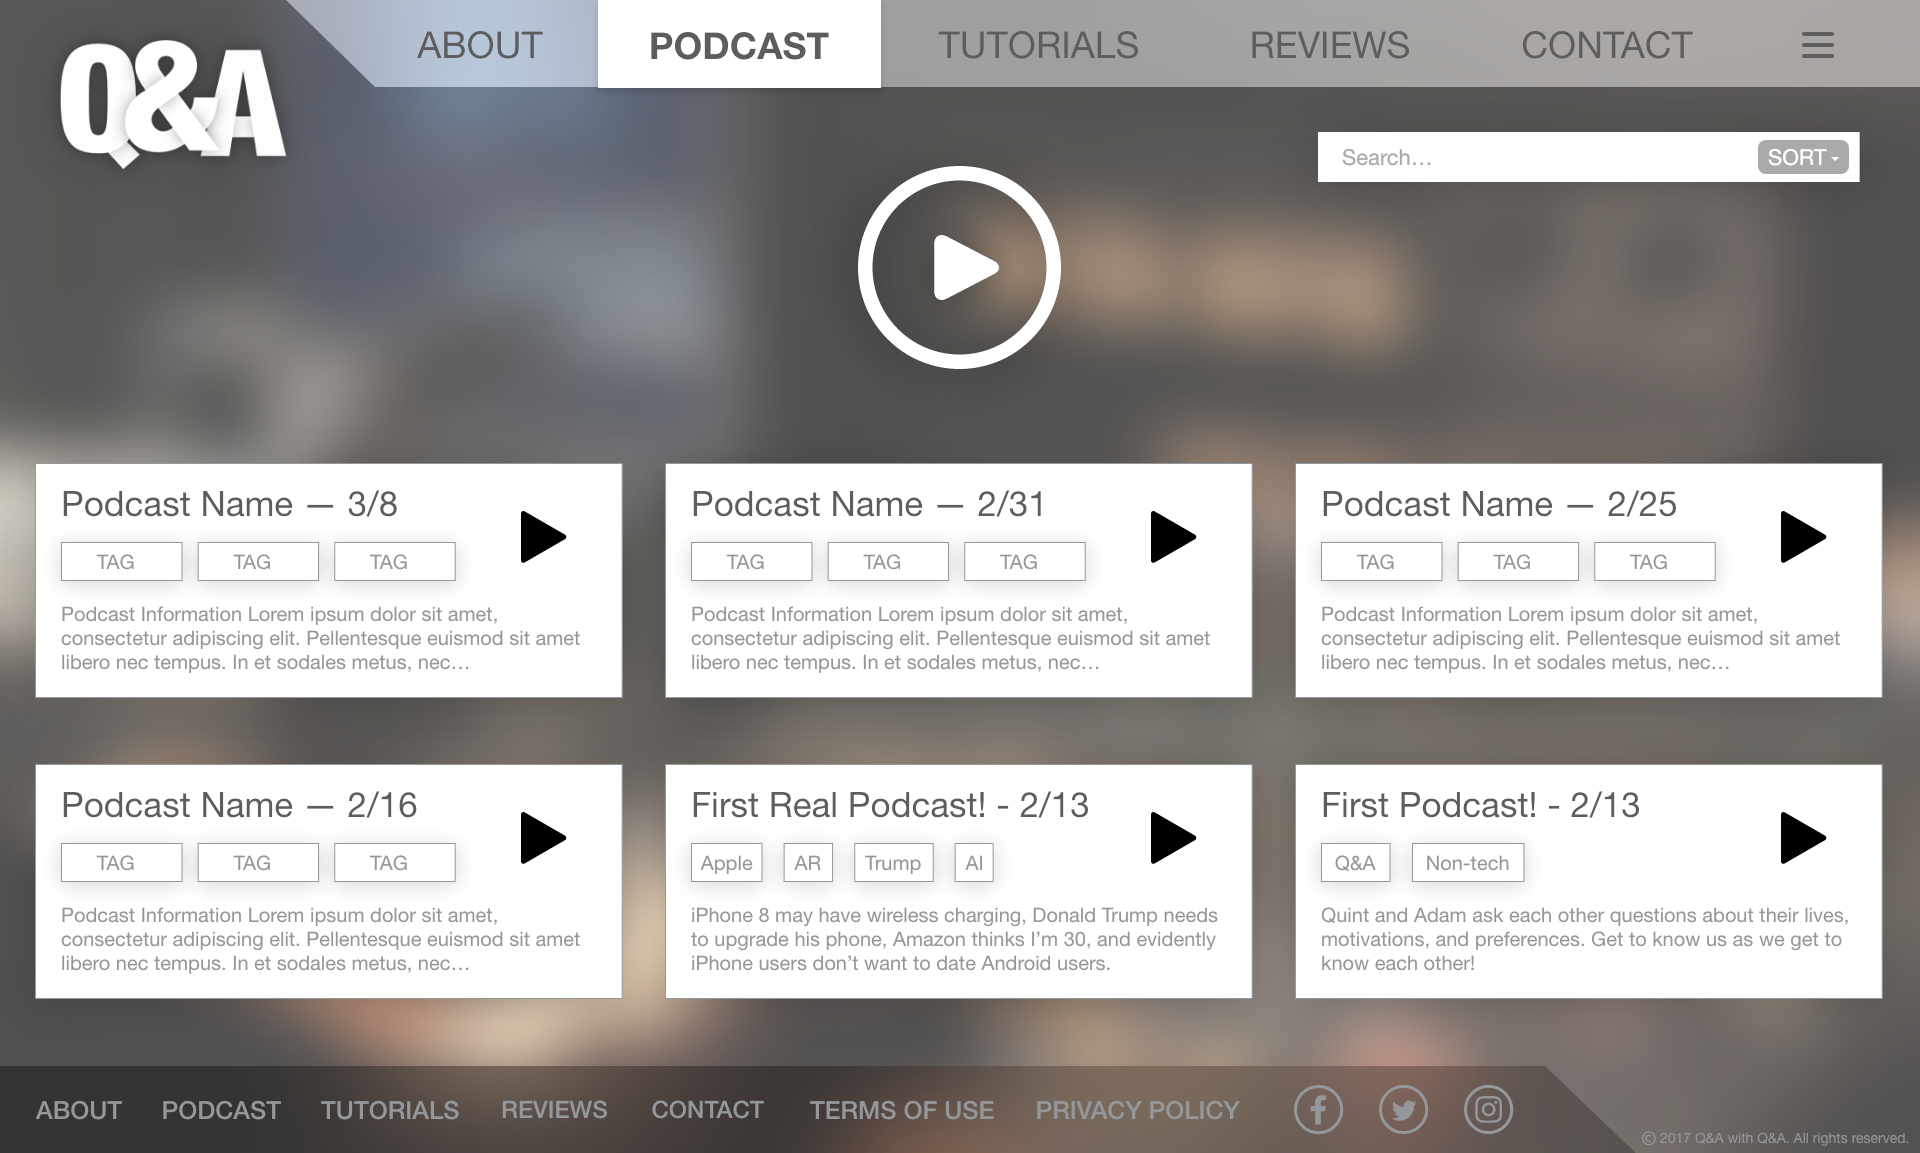 Q&A
ABOUT
PODCAST
TUTORIALS
REVIEWS
CONTACT
Search...
SORT
Podcast Name — 3/8
TAG
TAG
TAG
Podcast Information Lorem ipsum dolor sit amet,
consectetur adipiscing elit. Pellentesque euismod sit amet
libero nec tempus. In et sodales metus, nec…
Podcast Name — 2/31
TAG
TAG
TAG
Podcast Information Lorem ipsum dolor sit amet,
consectetur adipiscing elit. Pellentesque euismod sit amet
libero nec tempus. In et sodales metus, nec…
Podcast Name — 2/25
TAG
TAG
TAG
Podcast Information Lorem ipsum dolor sit amet,
consectetur adipiscing elit. Pellentesque euismod sit amet
libero nec tempus. In et sodales metus, nec…
Podcast Name — 2/16
TAG
TAG
TAG
Podcast Information Lorem ipsum dolor sit amet,
consectetur adipiscing elit. Pellentesque euismod sit amet
libero nec tempus. In et sodales metus, nec…
First Real Podcast! - 2/13
Apple
AR
Trump
AI
iPhone 8 may have wireless charging, Donald Trump needs
to upgrade his phone, Amazon thinks I’m 30, and evidently
iPhone users don’t want to date Android users.
First Podcast! - 2/13
Q&A
Non-tech
Quint and Adam ask each other questions about their lives,
motivations, and preferences. Get to know us as we get to
know each other!
ABOUT
PODCAST
TUTORIALS
REVIEWS
CONTACT
TERMS OF USE
PRIVACY POLICY
© 2017 Q&A with Q&A. All rights reserved.